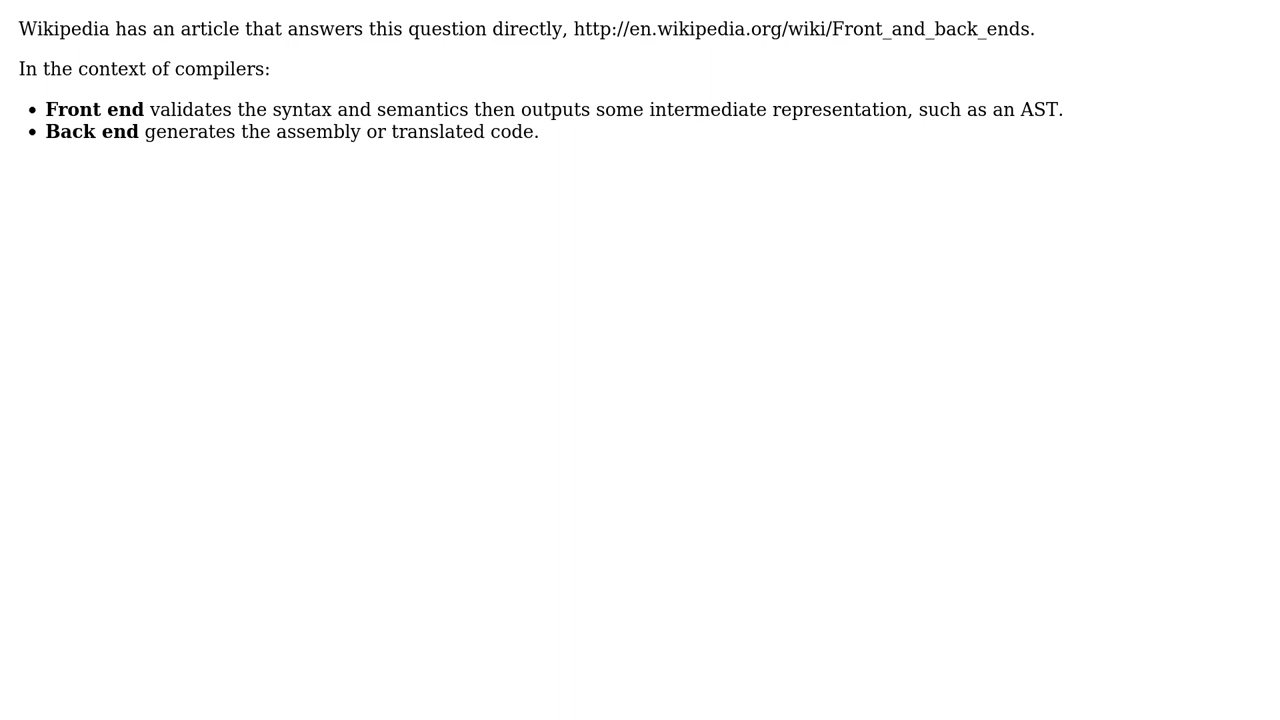 Wikipedia has an article that answers this question directly, http://en.wikipedia.org/wiki/Front_and_back_ends.
In the context of compilers:
• Front end validates the syntax and semantics then outputs some intermediate representation, such as an AST.
• Back end generates the assembly or translated code.